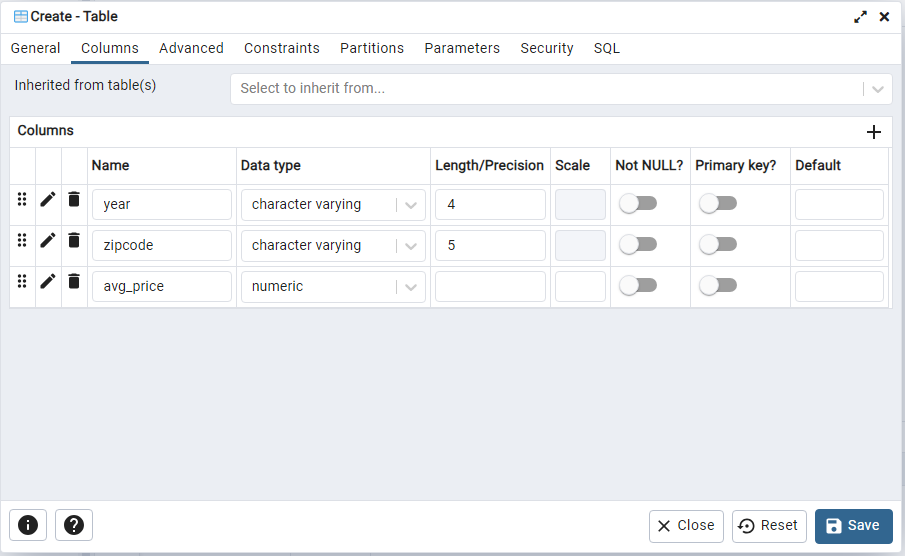 Create - Table
General Columns Advanced Constraints Partitions Parameters Security SQL
Inherited from table(s) Select to inherit from...
Columns
Name Data type Length/Precision Scale Not NULL? Primary key? Default
year character varying 4
zipcode character varying 5
avg_price numeric
Close Reset Save